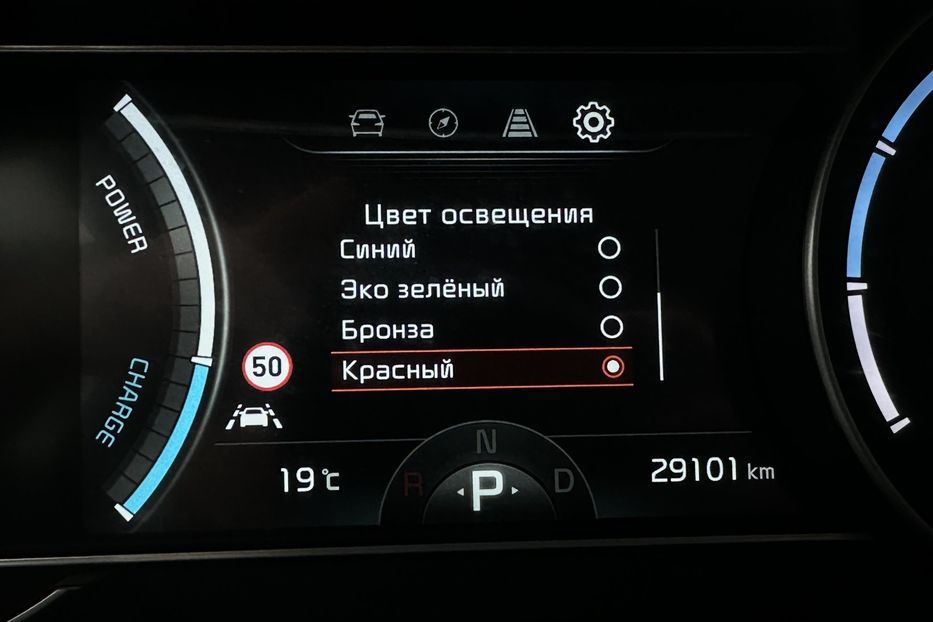 POWER
Цвет освещения
Синий
Эко зелёный
Бронза
50
Красный
CHARGE
N
19 °C
R
P
D
29101 km